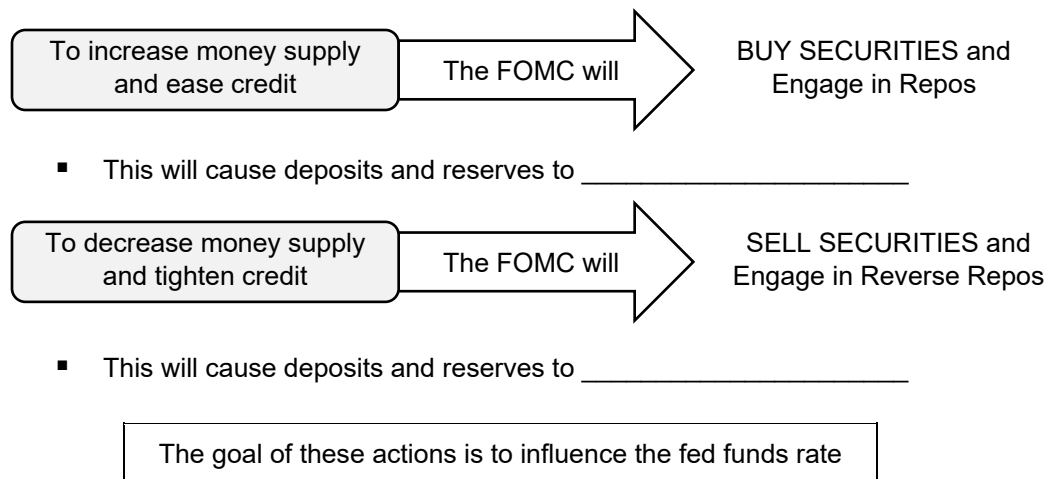 To increase money supply
and ease credit
The FOMC will
BUY SECURITIES and
Engage in Repos
▪ This will cause deposits and reserves to ______________________
To decrease money supply
and tighten credit
The FOMC will
SELL SECURITIES and
Engage in Reverse Repos
▪ This will cause deposits and reserves to ______________________
The goal of these actions is to influence the fed funds rate